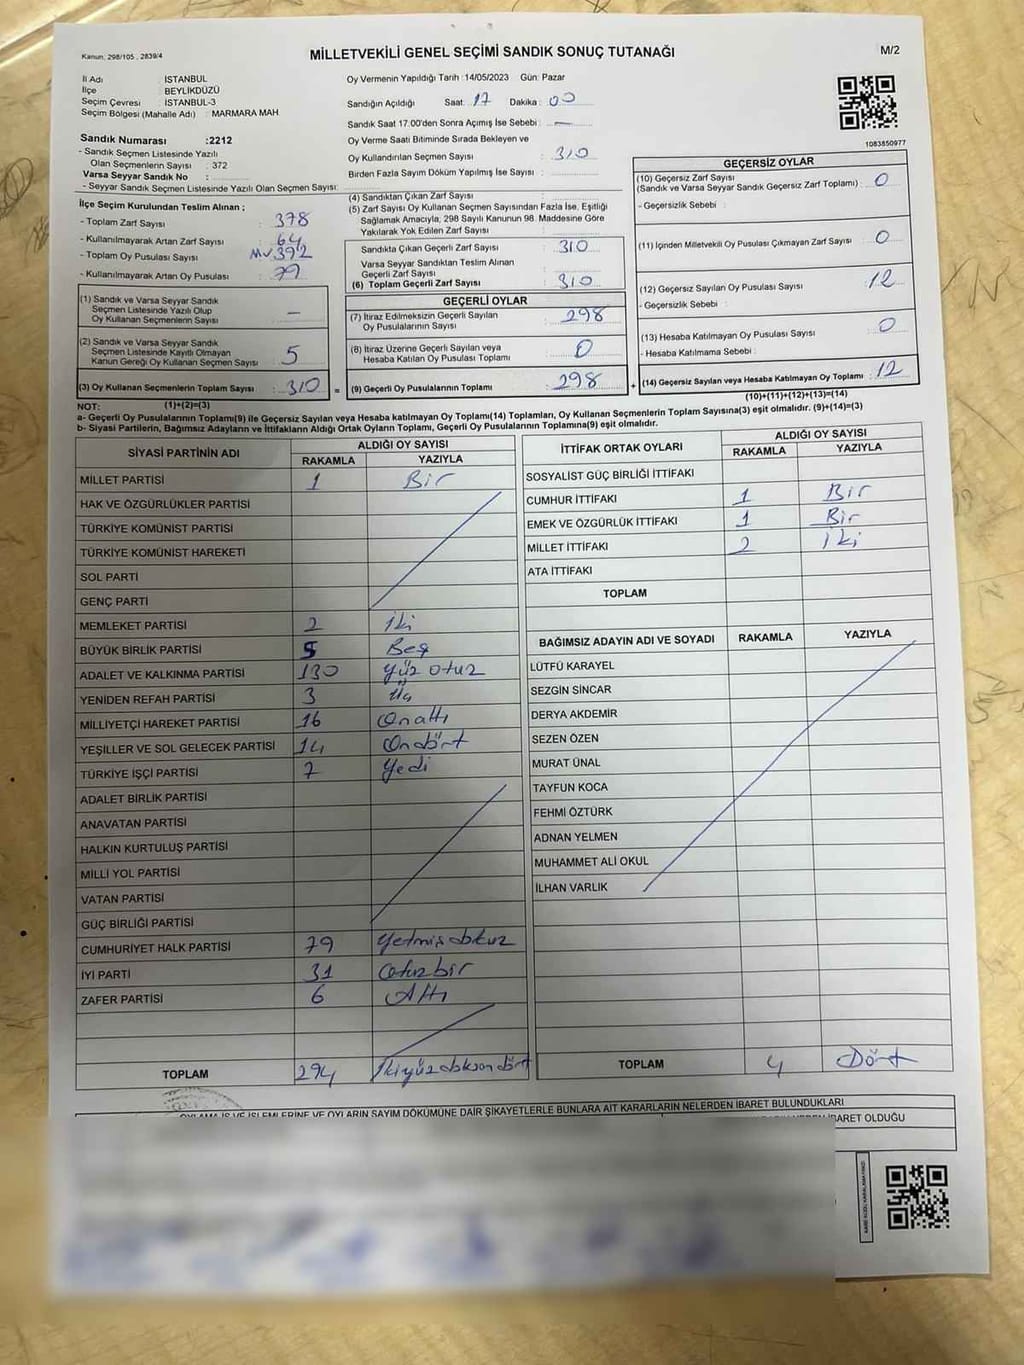 Kanun; 298/105 , 2839/4
MİLLETVEKİLİ GENEL SEÇİMİ SANDIK SONUÇ TUTANAĞI
M/2
İl Adı : İSTANBUL
İlçe : BEYLİKDÜZÜ
Seçim Çevresi : İSTANBUL-3
Seçim Bölgesi (Mahalle Adı) : MARMARA MAH
Sandık Numarası :2212
- Sandık Seçmen Listesinde Yazılı
Olan Seçmenlerin Sayısı : 372
Varsa Seyyar Sandık No :
- Seyyar Sandık Seçmen Listesinde Yazılı Olan Seçmen Sayısı:
Oy Vermenin Yapıldığı Tarih :14/05/2023 Gün: Pazar
Sandığın Açıldığı Saat: 17 Dakika : 00
Sandık Saat 17.00'den Sonra Açımış İse Sebebi : —
Oy Verme Saati Bitiminde Sırada Bekleyen ve
Oy Kullandırılan Seçmen Sayısı : 310
Birden Fazla Sayım Döküm Yapılmış İse Sayısı :
1083850977
İlçe Seçim Kurulundan Teslim Alınan ;
- Toplam Zarf Sayısı : 378
- Kullanılmayarak Artan Zarf Sayısı : 64
- Toplam Oy Pusulası Sayısı : MV.392
- Kullanılmayarak Artan Oy Pusulası : 79
(1) Sandık ve Varsa Seyyar Sandık
Seçmen Listesinde Yazılı Olup
Oy Kullanan Seçmenlerin Sayısı : —
(2) Sandık ve Varsa Seyyar Sandık
Seçmen Listesinde Kayıtlı Olmayan
Kanun Gereği Oy Kullanan Seçmen Sayısı : 5
(3) Oy Kullanan Seçmenlerin Toplam Sayısı : 310 =
(1)+(2)=(3)
(4) Sandıktan Çıkan Zarf Sayısı :
(5) Zarf Sayısı Oy Kullanan Seçmen Sayısından Fazla İse, Eşitliği
Sağlamak Amacıyla, 298 Sayılı Kanunun 98. Maddesine Göre
Yakılarak Yok Edilen Zarf Sayısı :
Sandıkta Çıkan Geçerli Zarf Sayısı : 310
Varsa Seyyar Sandıktan Teslim Alınan
Geçerli Zarf Sayısı :
(6) Toplam Geçerli Zarf Sayısı : 310
GEÇERLİ OYLAR
(7) İtiraz Edilmeksizin Geçerli Sayılan
Oy Pusulalarının Sayısı : 298
(8) İtiraz Üzerine Geçerli Sayılan veya
Hesaba Katılan Oy Pusulası Toplamı : 0
(9) Geçerli Oy Pusulalarının Toplamı : 298 +
GEÇERSİZ OYLAR
(10) Geçersiz Zarf Sayısı
(Sandık ve Varsa Seyyar Sandık Geçersiz Zarf Toplamı) : 0
- Geçersizlik Sebebi :
(11) İçinden Milletvekili Oy Pusulası Çıkmayan Zarf Sayısı : 0
(12) Geçersiz Sayılan Oy Pusulası Sayısı : 12
- Geçersizlik Sebebi :
(13) Hesaba Katılmayan Oy Pusulası Sayısı : 0
- Hesaba Katılmama Sebebi :
(14) Geçersiz Sayılan veya Hesaba Katılmayan Oy Toplamı : 12
(10)+(11)+(12)+(13)=(14)
NOT:
a- Geçerli Oy Pusulalarının Toplamı(9) ile Geçersiz Sayılan veya Hesaba katılmayan Oy Toplamı(14) Toplamları, Oy Kullanan Seçmenlerin Toplam Sayısına(3) eşit olmalıdır. (9)+(14)=(3)
b- Siyasi Partilerin, Bağımsız Adayların ve İttifakların Aldığı Ortak Oyların Toplamı, Geçerli Oy Pusulalarının Toplamına(9) eşit olmalıdır.
SİYASİ PARTİNİN ADI ALDIĞI OY SAYISI
RAKAMLA YAZIYLA
MİLLET PARTİSİ 1 Bir
HAK VE ÖZGÜRLÜKLER PARTİSİ
TÜRKİYE KOMÜNİST PARTİSİ
TÜRKİYE KOMÜNİST HAREKETİ
SOL PARTİ
GENÇ PARTİ
MEMLEKET PARTİSİ 2 İki
BÜYÜK BİRLİK PARTİSİ 5 Beş
ADALET VE KALKINMA PARTİSİ 130 Yüz otuz
YENİDEN REFAH PARTİSİ 3 Üç
MİLLİYETÇİ HAREKET PARTİSİ 16 Onaltı
YEŞİLLER VE SOL GELECEK PARTİSİ 14 Ondört
TÜRKİYE İŞÇİ PARTİSİ 7 Yedi
ADALET BİRLİK PARTİSİ
ANAVATAN PARTİSİ
HALKIN KURTULUŞ PARTİSİ
MİLLİ YOL PARTİSİ
VATAN PARTİSİ
GÜÇ BİRLİĞİ PARTİSİ
CUMHURİYET HALK PARTİSİ 79 Yetmiş dokuz
İYİ PARTİ 31 Otuzbir
ZAFER PARTİSİ 6 Altı
TOPLAM 294 İkiyüz doksan dört
İTTİFAK ORTAK OYLARI ALDIĞI OY SAYISI
RAKAMLA YAZIYLA
SOSYALİST GÜÇ BİRLİĞİ İTTİFAKI
CUMHUR İTTİFAKI 1 Bir
EMEK VE ÖZGÜRLÜK İTTİFAKI 1 Bir
MİLLET İTTİFAKI 2 İki
ATA İTTİFAKI
TOPLAM
BAĞIMSIZ ADAYIN ADI VE SOYADI RAKAMLA YAZIYLA
LÜTFÜ KARAYEL
SEZGİN SİNCAR
DERYA AKDEMİR
SEZEN ÖZEN
MURAT ÜNAL
TAYFUN KOCA
FEHMİ ÖZTÜRK
ADNAN YELMEN
MUHAMMET ALİ OKUL
İLHAN VARLIK
TOPLAM 4 Dört
OYLAMA İŞ VE İŞLEMLERİNE VE OYLARIN SAYIM DÖKÜMÜNE DAİR ŞİKAYETLERLE BUNLARA AİT KARARLARIN NELERDEN İBARET BULUNDUKLARI
İBARET OLDUĞU